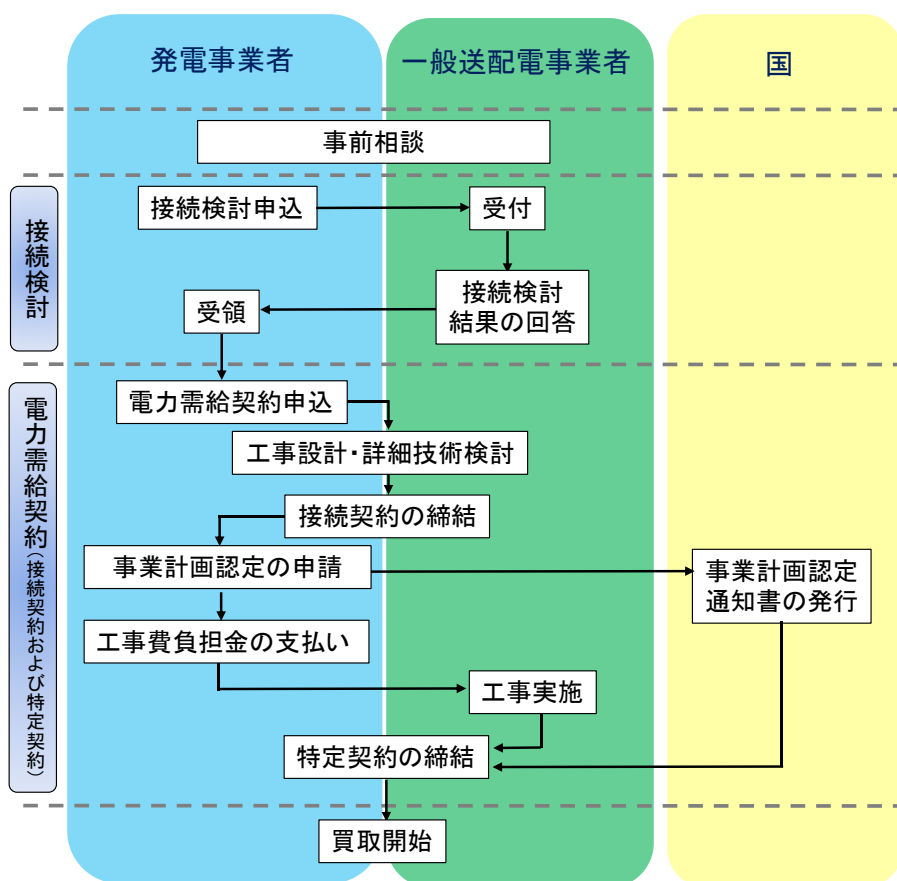 発電事業者
一般送配電事業者
国
事前相談
接続検討
接続検討申込
受付
接続検討
結果の回答
受領
電力需給契約(接続契約および特定契約)
電力需給契約申込
工事設計・詳細技術検討
接続契約の締結
事業計画認定の申請
事業計画認定
通知書の発行
工事費負担金の支払い
工事実施
特定契約の締結
買取開始